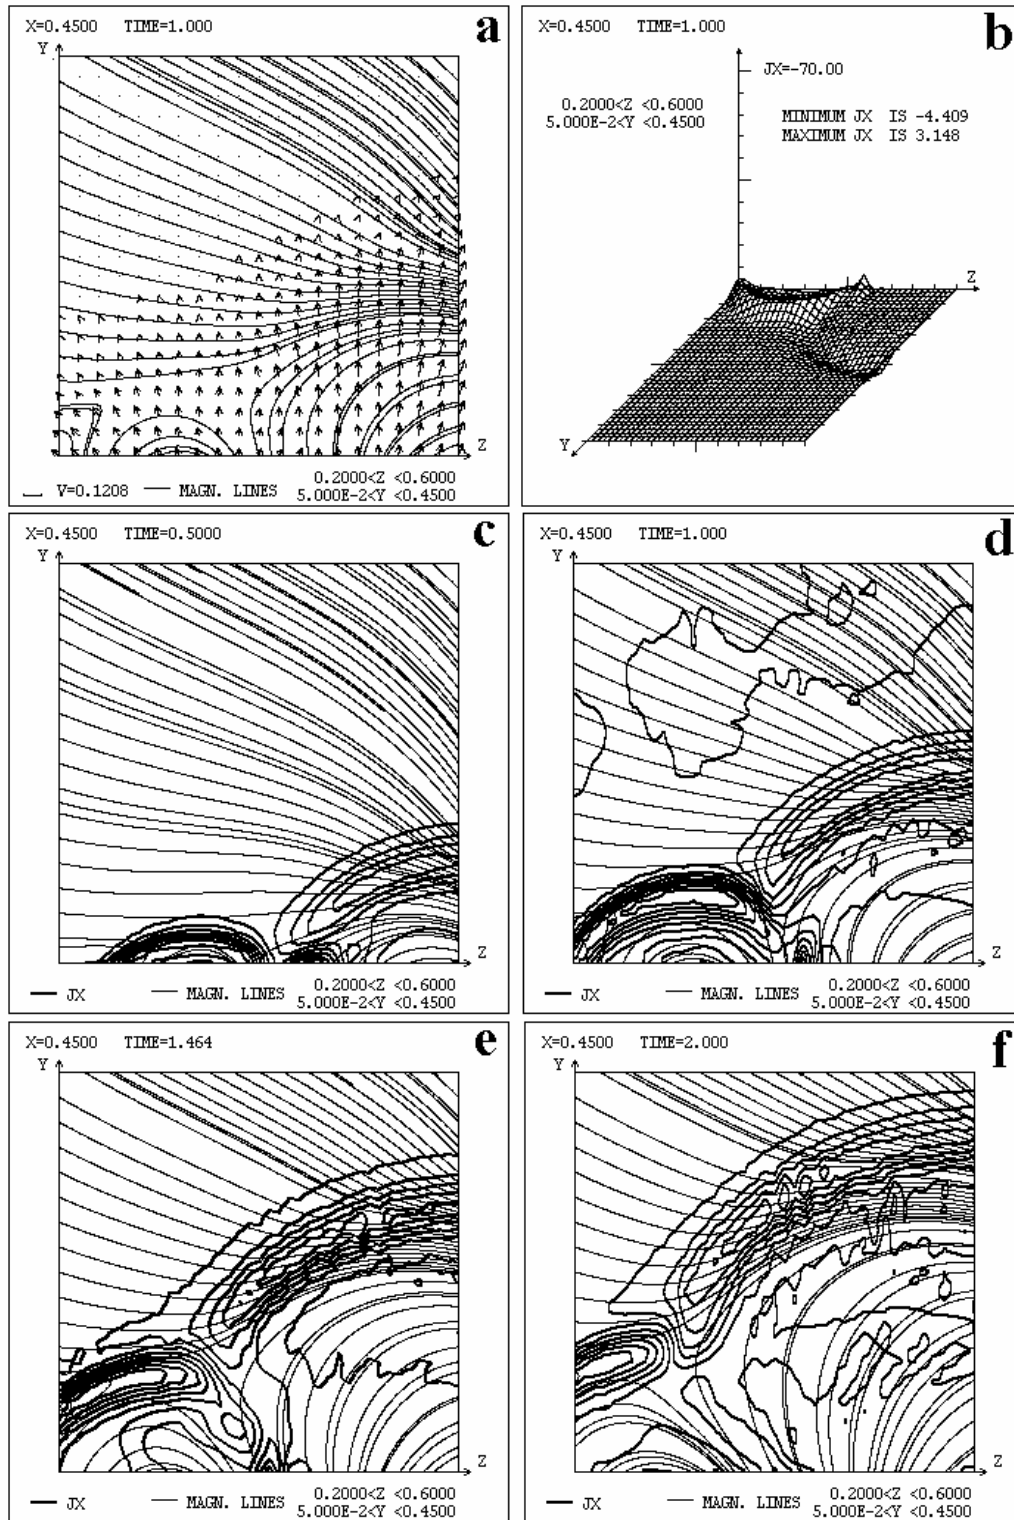 X=0.4500 TIME=1.000 a
Y
Z
0.2000<Z <0.6000
V=0.1208 MAGN. LINES 5.000E-2<Y <0.4500
X=0.4500 TIME=1.000 b
JX=-70.00
0.2000<Z <0.6000
5.000E-2<Y <0.4500
MINIMUM JX IS -4.409
MAXIMUM JX IS 3.148
Z
Y
X=0.4500 TIME=0.5000 c
Y
Z
0.2000<Z <0.6000
JX MAGN. LINES 5.000E-2<Y <0.4500
X=0.4500 TIME=1.000 d
Y
Z
0.2000<Z <0.6000
JX MAGN. LINES 5.000E-2<Y <0.4500
X=0.4500 TIME=1.464 e
Y
Z
0.2000<Z <0.6000
JX MAGN. LINES 5.000E-2<Y <0.4500
X=0.4500 TIME=2.000 f
Y
Z
0.2000<Z <0.6000
JX MAGN. LINES 5.000E-2<Y <0.4500